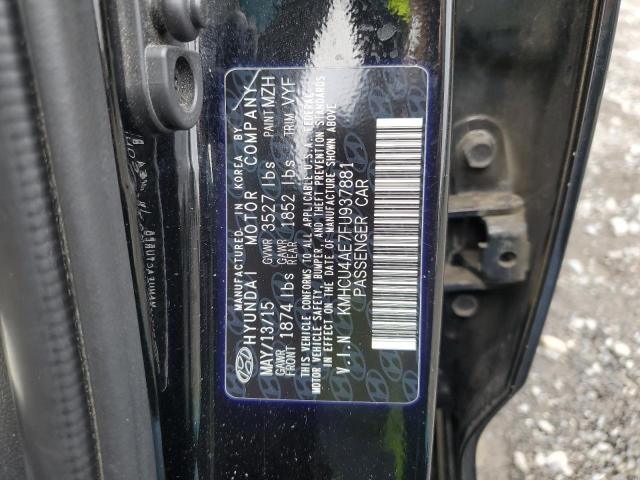 MANUFACTURED IN KOREA BY
HYUNDAI MOTOR COMPANY
MAY/13/15 GVWR 3527 lbs PAINT MZH
GAWR FRONT 1874 lbs GAWR REAR 1852 lbs TRIM VYF
THIS VEHICLE CONFORMS TO ALL APPLICABLE U.S.A. FEDERAL
MOTOR VEHICLE SAFETY, BUMPER, AND THEFT PREVENTION STANDARDS
IN EFFECT ON THE DATE OF MANUFACTURE SHOWN ABOVE
V.I.N KMHCU4AE7FU937881
PASSENGER CAR